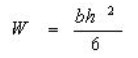 W = bh²/6